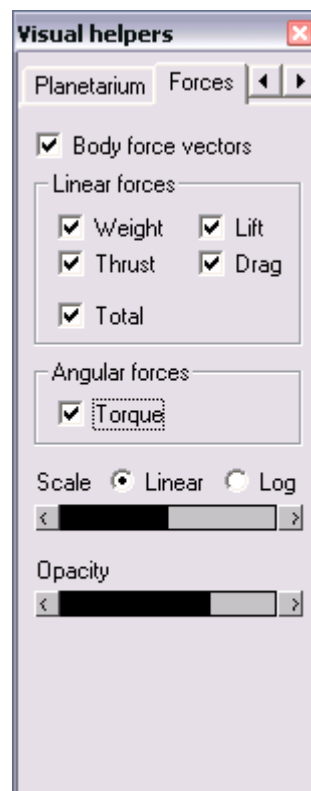 Visual helpers
Planetarium Forces
Body force vectors
Linear forces
Weight Lift
Thrust Drag
Total
Angular forces
Torque
Scale Linear Log
Opacity